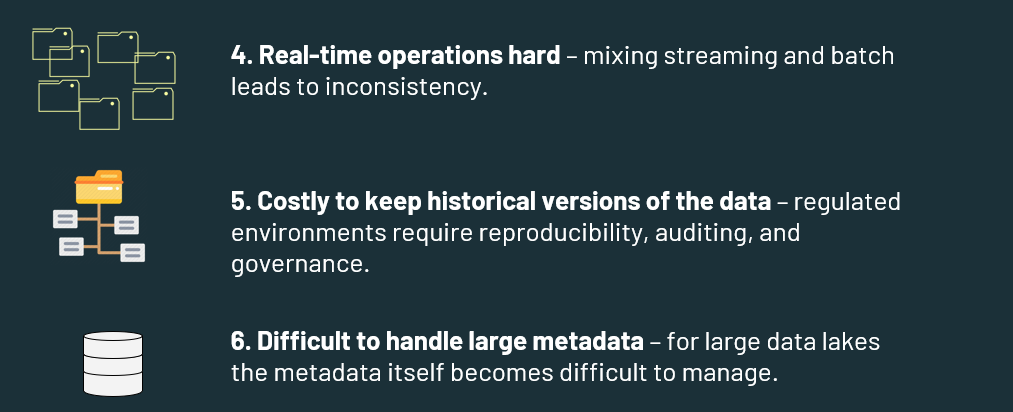 4. Real-time operations hard – mixing streaming and batch
leads to inconsistency.
5. Costly to keep historical versions of the data – regulated
environments require reproducibility, auditing, and
governance.
6. Difficult to handle large metadata – for large data lakes
the metadata itself becomes difficult to manage.